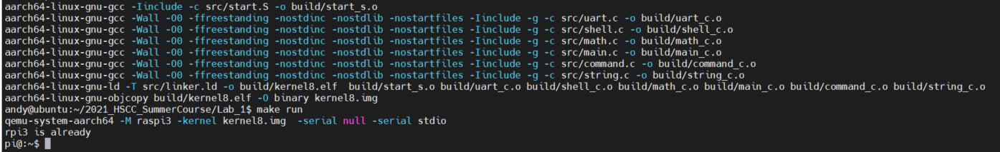 aarch64-linux-gnu-gcc -Iinclude -c src/start.S -o build/start_s.o
aarch64-linux-gnu-gcc -Wall -O0 -ffreestanding -nostdinc -nostdlib -nostartfiles -Iinclude -g -c src/uart.c -o build/uart_c.o
aarch64-linux-gnu-gcc -Wall -O0 -ffreestanding -nostdinc -nostdlib -nostartfiles -Iinclude -g -c src/shell.c -o build/shell_c.o
aarch64-linux-gnu-gcc -Wall -O0 -ffreestanding -nostdinc -nostdlib -nostartfiles -Iinclude -g -c src/math.c -o build/math_c.o
aarch64-linux-gnu-gcc -Wall -O0 -ffreestanding -nostdinc -nostdlib -nostartfiles -Iinclude -g -c src/main.c -o build/main_c.o
aarch64-linux-gnu-gcc -Wall -O0 -ffreestanding -nostdinc -nostdlib -nostartfiles -Iinclude -g -c src/command.c -o build/command_c.o
aarch64-linux-gnu-gcc -Wall -O0 -ffreestanding -nostdinc -nostdlib -nostartfiles -Iinclude -g -c src/string.c -o build/string_c.o
aarch64-linux-gnu-ld -T src/linker.ld -o build/kernel8.elf  build/start_s.o build/uart_c.o build/shell_c.o build/math_c.o build/main_c.o build/command_c.o build/string_c.o
aarch64-linux-gnu-objcopy build/kernel8.elf -O binary kernel8.img
andy@ubuntu:~/2021_HSCC_SummerCourse/Lab_1$ make run
qemu-system-aarch64 -M raspi3 -kernel kernel8.img  -serial null -serial stdio
rpi3 is already
pi@:~$